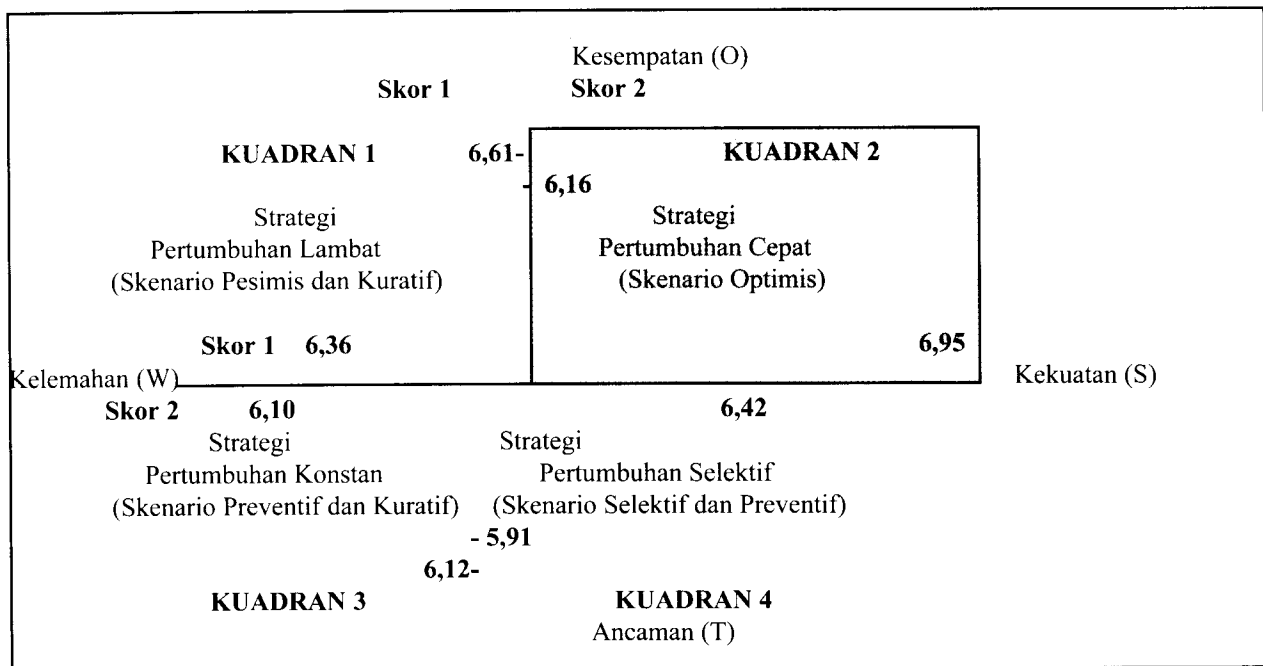 Kesempatan (O)
Skor 1 Skor 2
KUADRAN 1 6,61- KUADRAN 2
- 6,16
Strategi Strategi
Pertumbuhan Lambat Pertumbuhan Cepat
(Skenario Pesimis dan Kuratif) (Skenario Optimis)
Skor 1 6,36 6,95
Kelemahan (W) Kekuatan (S)
Skor 2 6,10 6,42
Strategi Strategi
Pertumbuhan Konstan Pertumbuhan Selektif
(Skenario Preventif dan Kuratif) (Skenario Selektif dan Preventif)
- 5,91
6,12-
KUADRAN 3 KUADRAN 4
Ancaman (T)